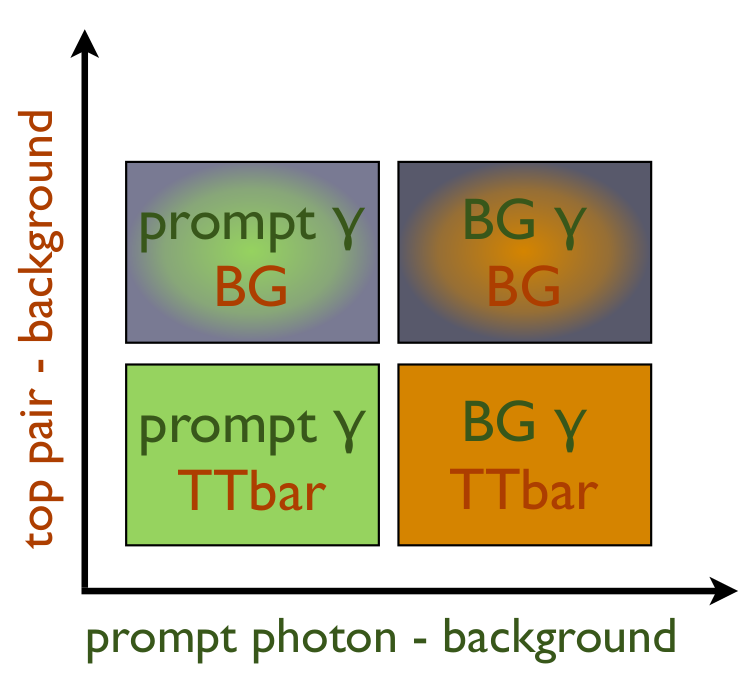 top pair - background
prompt γ
BG
BG γ
BG
prompt γ
TTbar
BG γ
TTbar
prompt photon - background